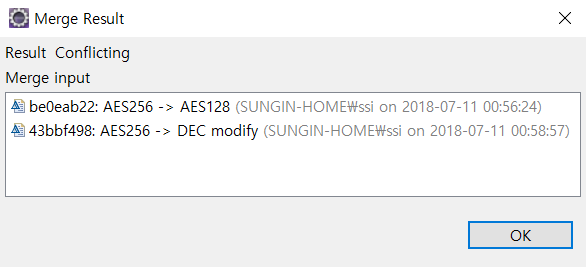 Merge Result
Result Conflicting
Merge input
be0eab22: AES256 -> AES128 (SUNGIN-HOME₩ssi on 2018-07-11 00:56:24)
43bbf498: AES256 -> DEC modify (SUNGIN-HOME₩ssi on 2018-07-11 00:58:57)
OK